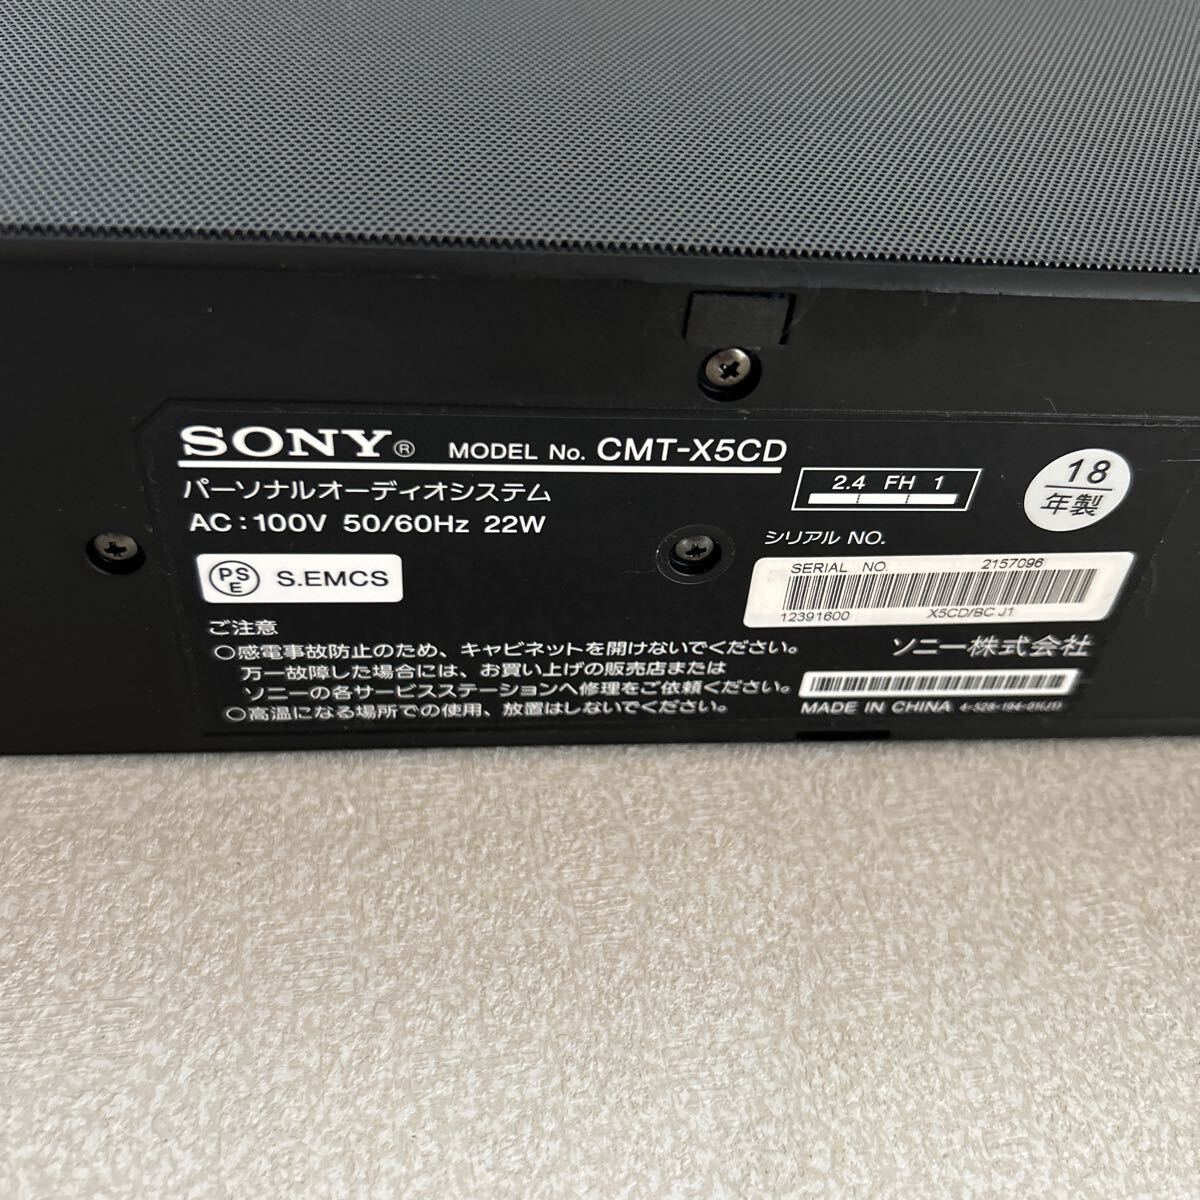 SONY® MODEL No. CMT-X5CD
パーソナルオーディオシステム
AC : 100V 50/60Hz 22W
PSE S.EMCS
2.4 FH 1
18
年製
シリアル NO.
SERIAL NO. 2157096
12391600 X5CD/BC J1
ご注意
○感電事故防止のため、キャビネットを開けないでください。
万一故障した場合には、お買い上げの販売店または
ソニーの各サービスステーションへ修理をご依頼ください。
○高温になる場所での使用、放置はしないでください。
ソニー株式会社
MADE IN CHINA 4-528-194-01(J1)